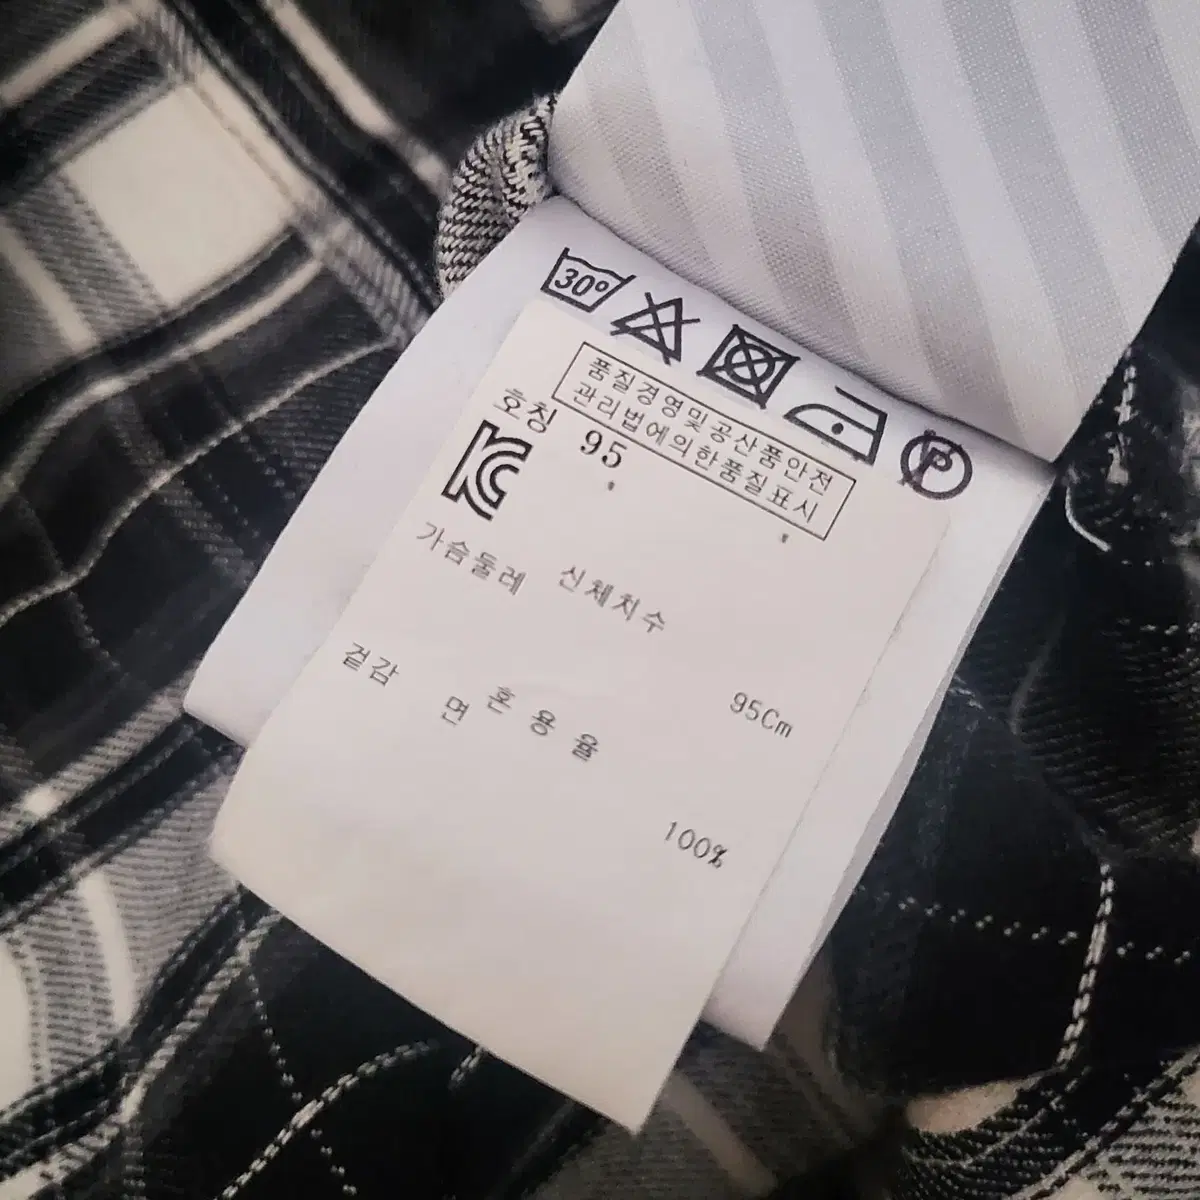 30°
P
품질경영및공산품안전
관리법에의한품질표시
호칭 95
KC
신체치수
가슴둘레 95Cm
혼용율
겉감 면 100%